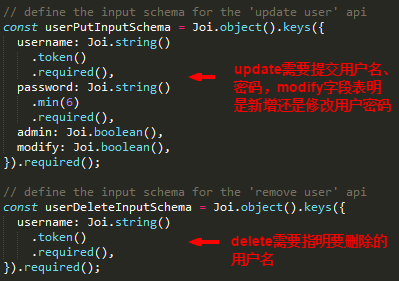 // define the input schema for the 'update user' api
const userPutInputSchema = Joi.object().keys({
  username: Joi.string()
    .token()
    .required(),
  password: Joi.string()
    .min(6)
    .required(),
  admin: Joi.boolean(),
  modify: Joi.boolean(),
}).required();
update需要提交用户名、
密码，modify字段表明
是新增还是修改用户密码
// define the input schema for the 'remove user' api
const userDeleteInputSchema = Joi.object().keys({
  username: Joi.string()
    .token()
    .required(),
}).required();
delete需要指明要删除的
用户名